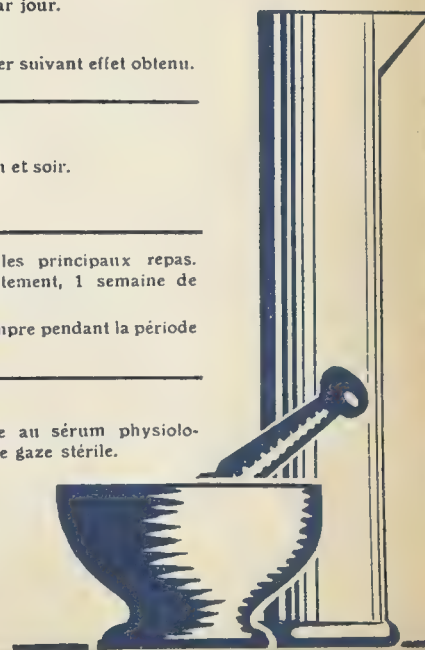 ar jour.
er suivant effet obtenu.
n et soir.
les principaux repas.
tement, 1 semaine de
mpre pendant la période
e au sérum physiolo-
e gaze stérile.